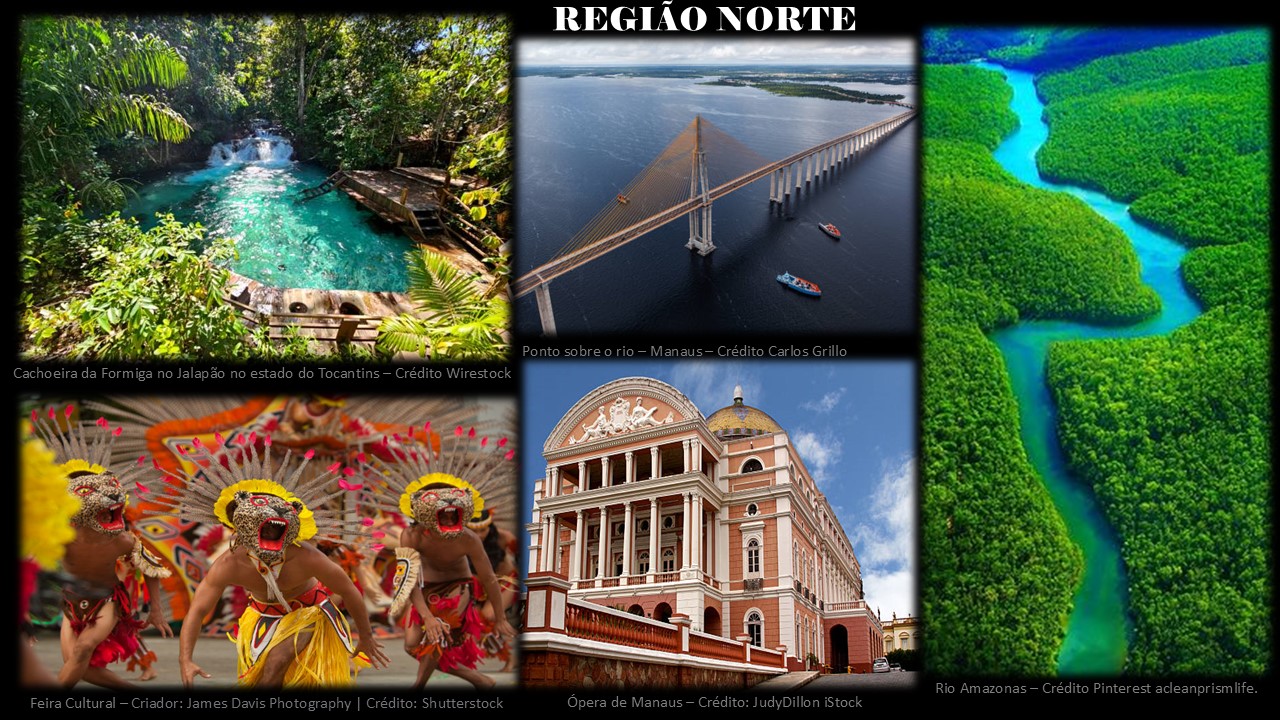 REGIÃO NORTE
Ponto sobre o rio – Manaus – Crédito Carlos Grillo
Cachoeira da Formiga no Jalapão no estado do Tocantins – Crédito Wirestock
Rio Amazonas – Crédito Pinterest acleanprismlife.
Feira Cultural – Criador: James Davis Photography | Crédito: Shutterstock
Ópera de Manaus – Crédito: JudyDillon iStock